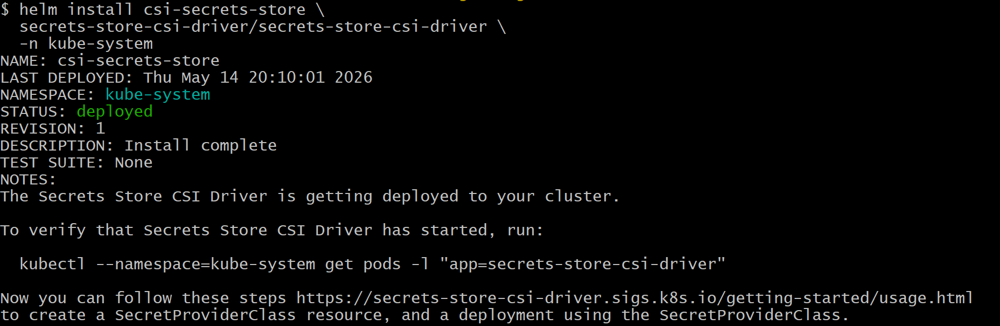 $ helm install csi-secrets-store \
  secrets-store-csi-driver/secrets-store-csi-driver \
  -n kube-system
NAME: csi-secrets-store
LAST DEPLOYED: Thu May 14 20:10:01 2026
NAMESPACE: kube-system
STATUS: deployed
REVISION: 1
DESCRIPTION: Install complete
TEST SUITE: None
NOTES:
The Secrets Store CSI Driver is getting deployed to your cluster.

To verify that Secrets Store CSI Driver has started, run:

  kubectl --namespace=kube-system get pods -l "app=secrets-store-csi-driver"

Now you can follow these steps https://secrets-store-csi-driver.sigs.k8s.io/getting-started/usage.html
to create a SecretProviderClass resource, and a deployment using the SecretProviderClass.